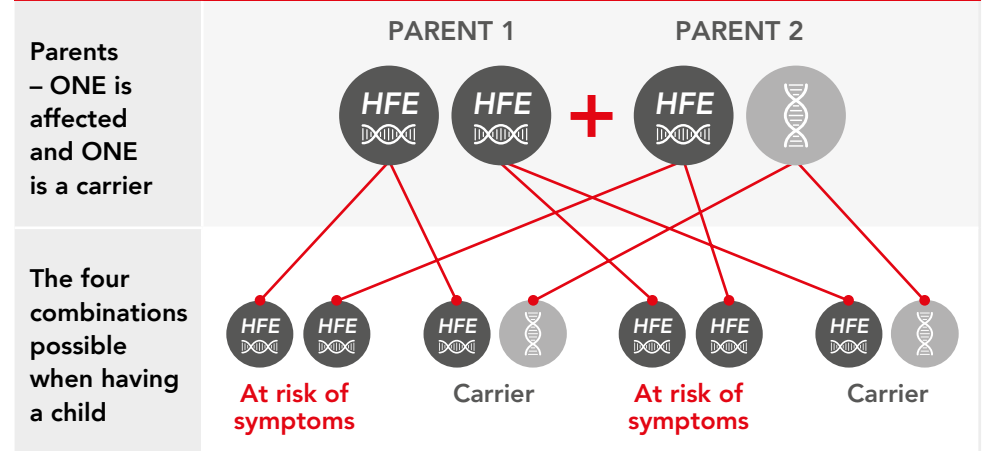 PARENT 1
PARENT 2
Parents
– ONE is
affected
and ONE
is a carrier
HFE
HFE
+
HFE
The four
combinations
possible
when having
a child
HFE
HFE
HFE
HFE
HFE
HFE
At risk of
symptoms
Carrier
At risk of
symptoms
Carrier